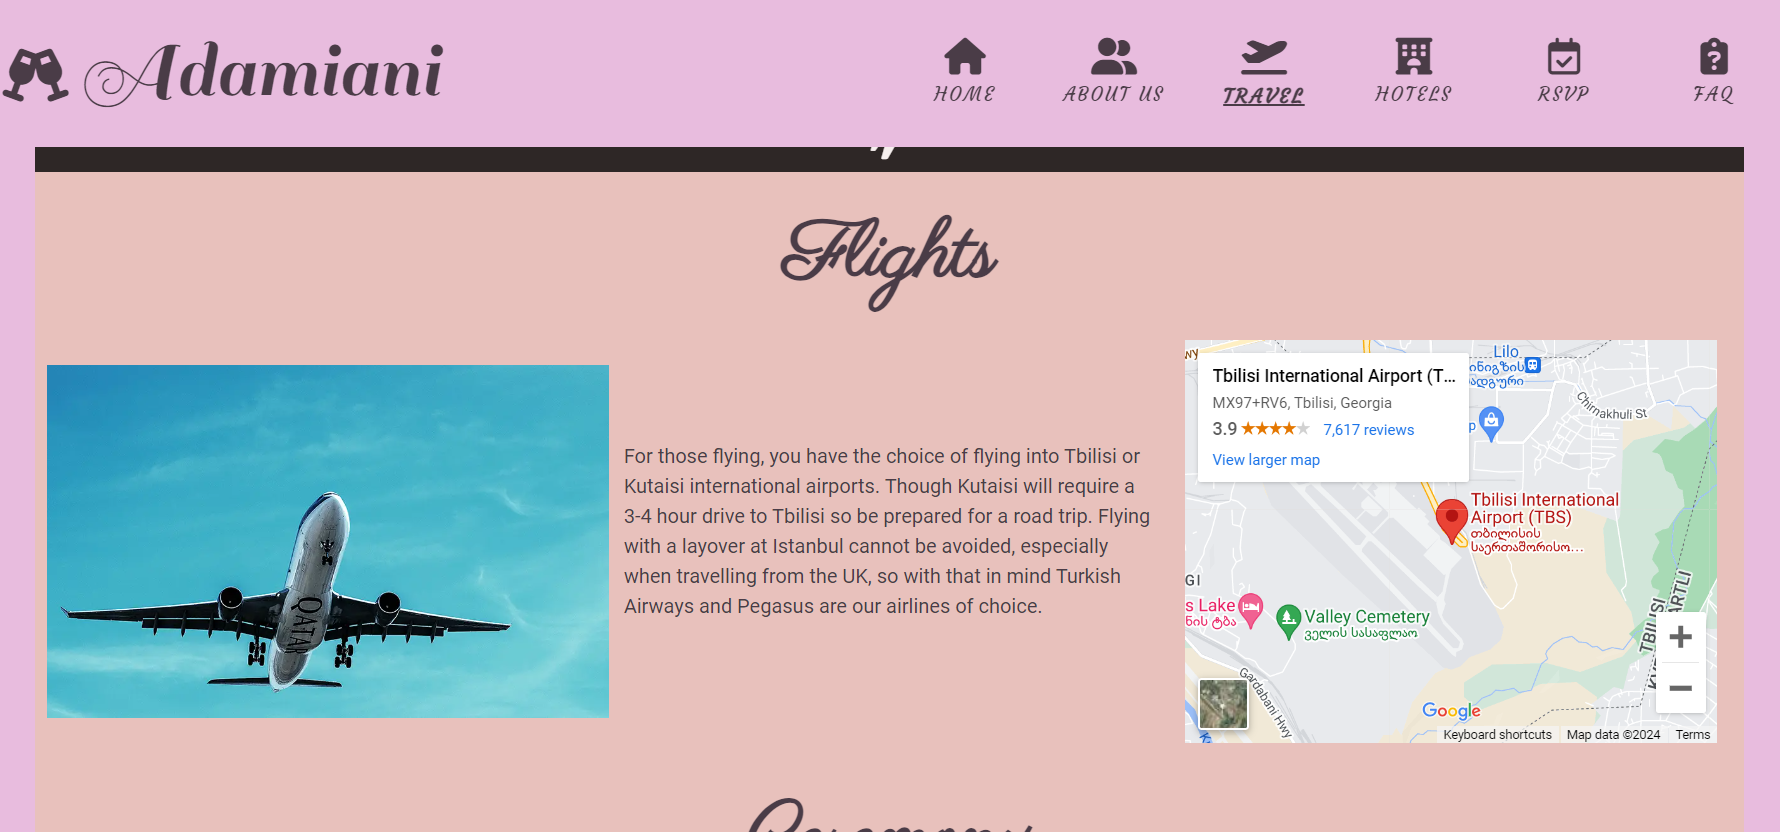 Adamiani
HOME
ABOUT US
TRAVEL
HOTELS
RSVP
FAQ
Flights
QATAR
For those flying, you have the choice of flying into Tbilisi or
Kutaisi international airports. Though Kutaisi will require a
3-4 hour drive to Tbilisi so be prepared for a road trip. Flying
with a layover at Istanbul cannot be avoided, especially
when travelling from the UK, so with that in mind Turkish
Airways and Pegasus are our airlines of choice.
Tbilisi International Airport (T...
MX97+RV6, Tbilisi, Georgia
3.9
7,617 reviews
View larger map
Lilo
Chirnakhuli St
Tbilisi International
Airport (TBS)
თბილისის
საერთაშორისო...
GI
s Lake
ნის ტბა
Valley Cemetery
ველის სასაფლაო
TBILISI
Gardabani Hwy
Google
Keyboard shortcuts
Map data ©2024
Terms
Ceremony